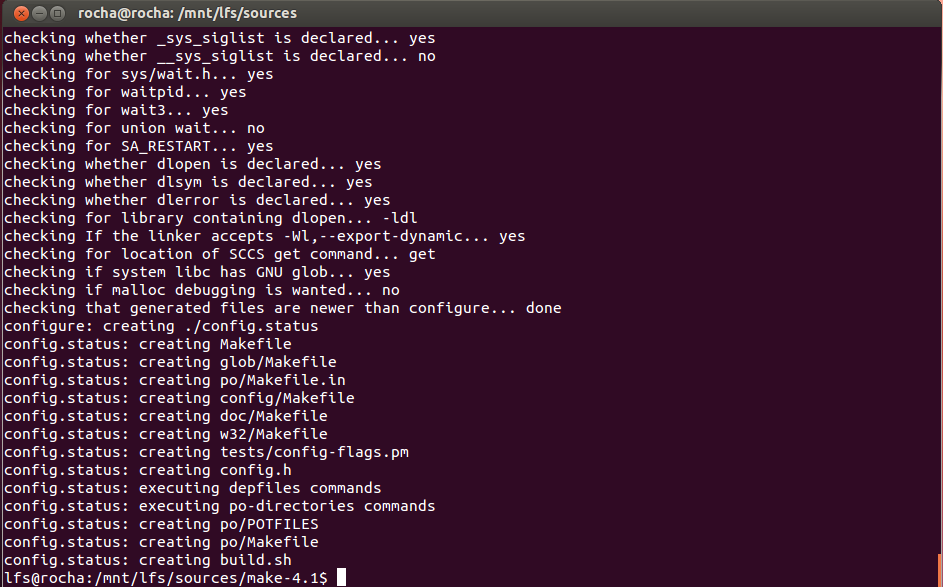 rocha@rocha: /mnt/lfs/sources
checking whether _sys_siglist is declared... yes
checking whether __sys_siglist is declared... no
checking for sys/wait.h... yes
checking for waitpid... yes
checking for wait3... yes
checking for union wait... no
checking for SA_RESTART... yes
checking whether dlopen is declared... yes
checking whether dlsym is declared... yes
checking whether dlerror is declared... yes
checking for library containing dlopen... -ldl
checking If the linker accepts -Wl,--export-dynamic... yes
checking for location of SCCS get command... get
checking if system libc has GNU glob... yes
checking if malloc debugging is wanted... no
checking that generated files are newer than configure... done
configure: creating ./config.status
config.status: creating Makefile
config.status: creating glob/Makefile
config.status: creating po/Makefile.in
config.status: creating config/Makefile
config.status: creating doc/Makefile
config.status: creating w32/Makefile
config.status: creating tests/config-flags.pm
config.status: creating config.h
config.status: executing depfiles commands
config.status: executing po-directories commands
config.status: creating po/POTFILES
config.status: creating po/Makefile
config.status: creating build.sh
lfs@rocha:/mnt/lfs/sources/make-4.1$